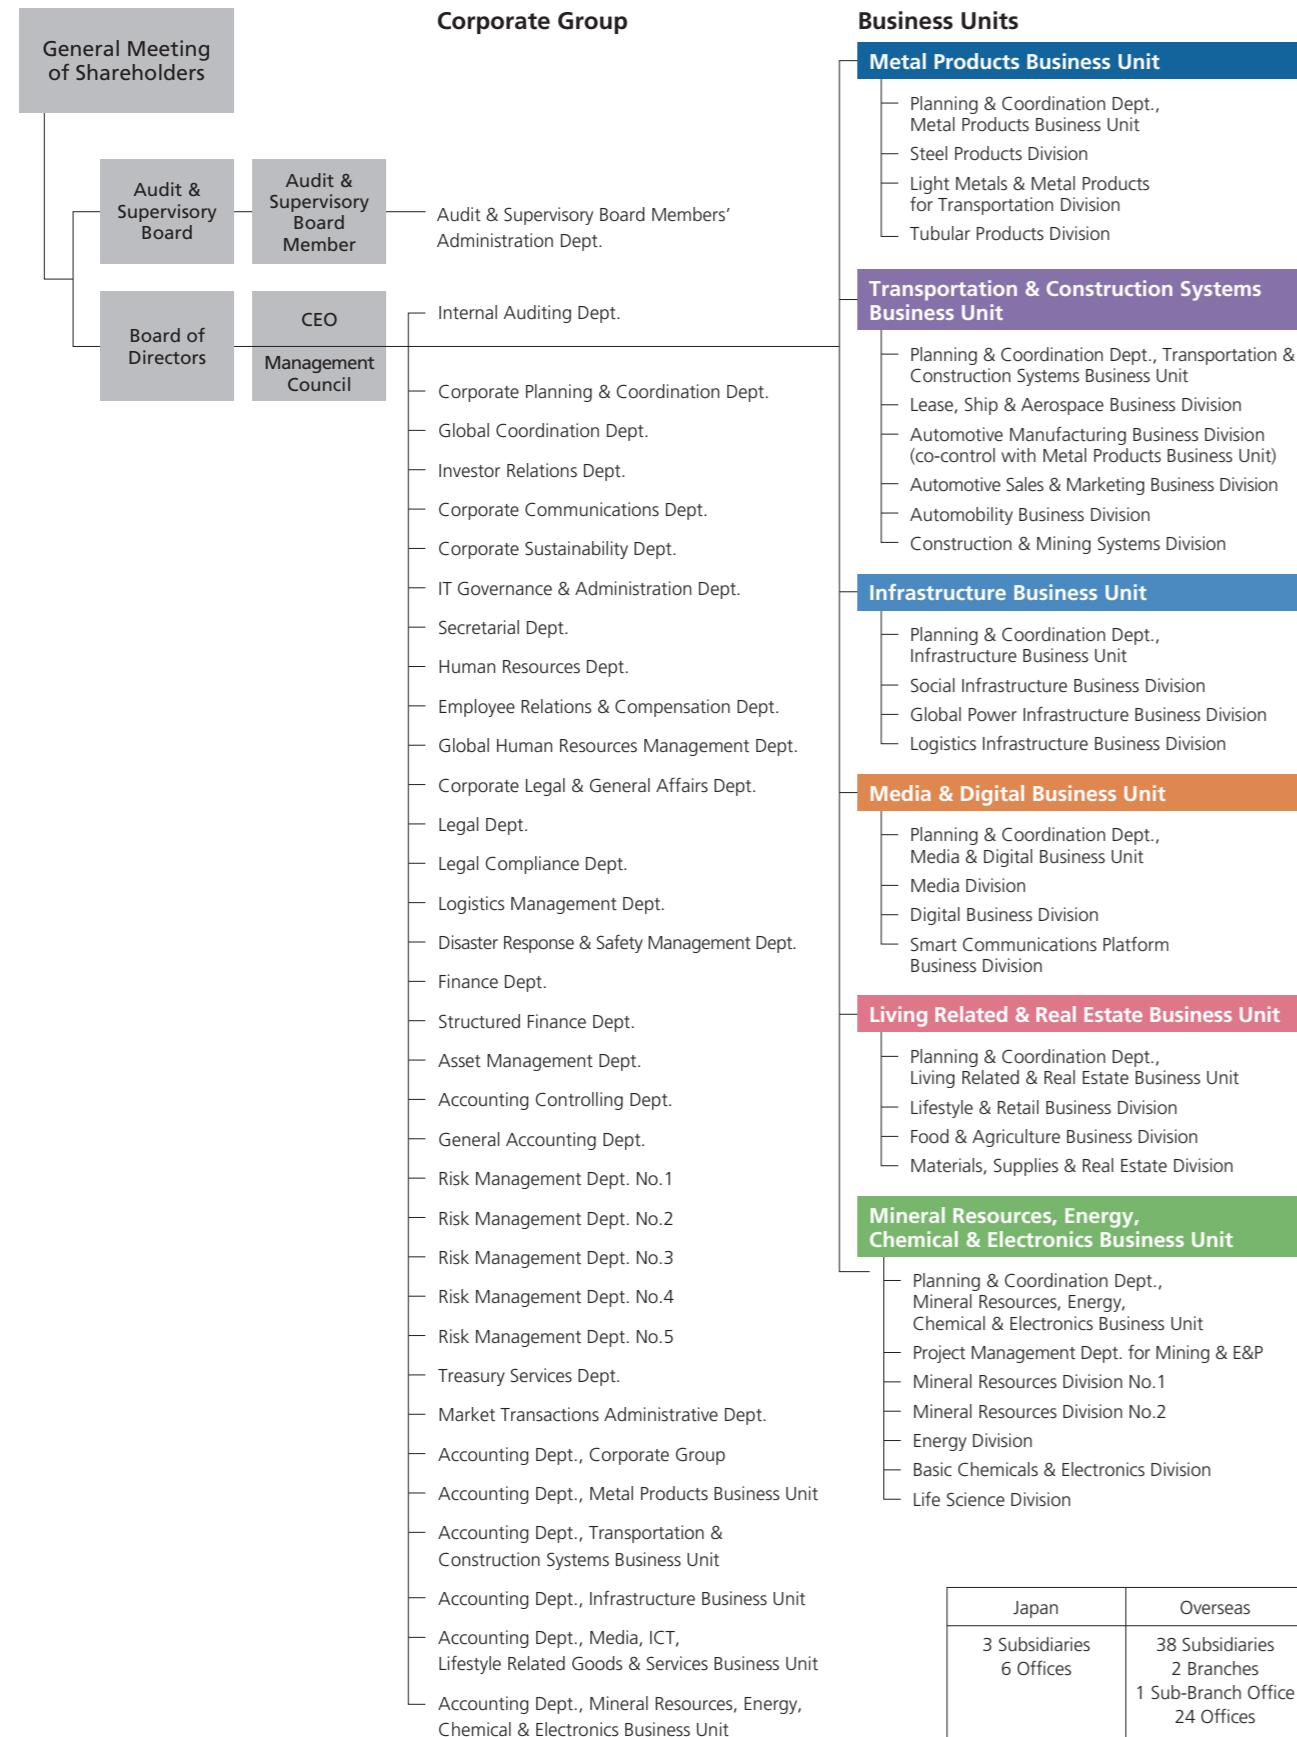 General Meeting
of Shareholders
Audit &
Supervisory
Board
Audit &
Supervisory
Board
Member
Board of
Directors
CEO
Management
Council
Corporate Group
Audit & Supervisory Board Members’
Administration Dept.
Internal Auditing Dept.
Corporate Planning & Coordination Dept.
Global Coordination Dept.
Investor Relations Dept.
Corporate Communications Dept.
Corporate Sustainability Dept.
IT Governance & Administration Dept.
Secretarial Dept.
Human Resources Dept.
Employee Relations & Compensation Dept.
Global Human Resources Management Dept.
Corporate Legal & General Affairs Dept.
Legal Dept.
Legal Compliance Dept.
Logistics Management Dept.
Disaster Response & Safety Management Dept.
Finance Dept.
Structured Finance Dept.
Asset Management Dept.
Accounting Controlling Dept.
General Accounting Dept.
Risk Management Dept. No.1
Risk Management Dept. No.2
Risk Management Dept. No.3
Risk Management Dept. No.4
Risk Management Dept. No.5
Treasury Services Dept.
Market Transactions Administrative Dept.
Accounting Dept., Corporate Group
Accounting Dept., Metal Products Business Unit
Accounting Dept., Transportation &
Construction Systems Business Unit
Accounting Dept., Infrastructure Business Unit
Accounting Dept., Media, ICT,
Lifestyle Related Goods & Services Business Unit
Accounting Dept., Mineral Resources, Energy,
Chemical & Electronics Business Unit
Business Units
Metal Products Business Unit
Planning & Coordination Dept.,
Metal Products Business Unit
Steel Products Division
Light Metals & Metal Products
for Transportation Division
Tubular Products Division
Transportation & Construction Systems
Business Unit
Planning & Coordination Dept., Transportation &
Construction Systems Business Unit
Lease, Ship & Aerospace Business Division
Automotive Manufacturing Business Division
(co-control with Metal Products Business Unit)
Automotive Sales & Marketing Business Division
Automobility Business Division
Construction & Mining Systems Division
Infrastructure Business Unit
Planning & Coordination Dept.,
Infrastructure Business Unit
Social Infrastructure Business Division
Global Power Infrastructure Business Division
Logistics Infrastructure Business Division
Media & Digital Business Unit
Planning & Coordination Dept.,
Media & Digital Business Unit
Media Division
Digital Business Division
Smart Communications Platform
Business Division
Living Related & Real Estate Business Unit
Planning & Coordination Dept.,
Living Related & Real Estate Business Unit
Lifestyle & Retail Business Division
Food & Agriculture Business Division
Materials, Supplies & Real Estate Division
Mineral Resources, Energy,
Chemical & Electronics Business Unit
Planning & Coordination Dept.,
Mineral Resources, Energy,
Chemical & Electronics Business Unit
Project Management Dept. for Mining & E&P
Mineral Resources Division No.1
Mineral Resources Division No.2
Energy Division
Basic Chemicals & Electronics Division
Life Science Division
Japan
3 Subsidiaries
6 Offices
Overseas
38 Subsidiaries
2 Branches
1 Sub-Branch Office
24 Offices